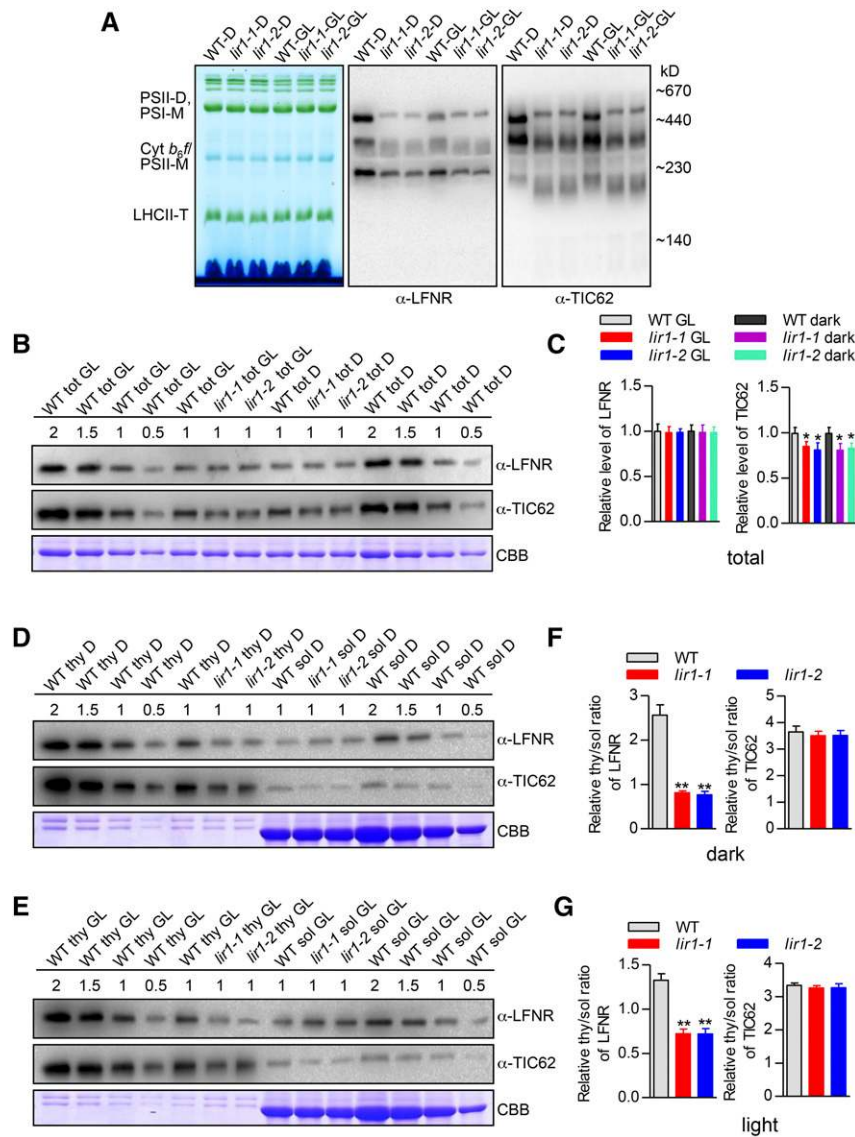 A
WT-D
lir1-1-D
lir1-2-D
WT-GL
lir1-1-GL
lir1-2-GL
WT-D
lir1-1-D
lir1-2-D
WT-GL
lir1-1-GL
lir1-2-GL
WT-D
lir1-1-D
lir1-2-D
WT-GL
lir1-1-GL
lir1-2-GL
kD
PSII-D,
PSI-M
Cyt b6f/
PSII-M
LHCII-T
~670
~440
~230
~140
α-LFNR
α-TIC62
B
WT tot GL
WT tot GL
WT tot GL
WT tot GL
WT tot GL
lir1-1 tot GL
lir1-2 tot GL
WT tot D
lir1-1 tot D
lir1-2 tot D
WT tot D
WT tot D
WT tot D
WT tot D
2 1.5 1 0.5 1 1 1 1 1 1 2 1.5 1 0.5
α-LFNR
α-TIC62
CBB
C
WT GL
WT dark
lir1-1 GL
lir1-1 dark
lir1-2 GL
lir1-2 dark
Relative level of LFNR
1.5
1.0
0.5
0.0
Relative level of TIC62
1.5
1.0
0.5
0.0
* * * *
total
D
WT thy D
WT thy D
WT thy D
WT thy D
WT thy D
lir1-1 thy D
lir1-2 thy D
WT sol D
lir1-1 sol D
lir1-2 sol D
WT sol D
WT sol D
WT sol D
WT sol D
2 1.5 1 0.5 1 1 1 1 1 1 2 1.5 1 0.5
α-LFNR
α-TIC62
CBB
F
WT
lir1-1
lir1-2
Relative thy/sol ratio
of LFNR
3
2
1
0
** **
Relative thy/sol ratio
of TIC62
5
4
3
2
1
0
dark
E
WT thy GL
WT thy GL
WT thy GL
WT thy GL
WT thy GL
lir1-1 thy GL
lir1-2 thy GL
WT sol GL
lir1-1 sol GL
lir1-2 sol GL
WT sol GL
WT sol GL
WT sol GL
WT sol GL
2 1.5 1 0.5 1 1 1 1 1 1 2 1.5 1 0.5
α-LFNR
α-TIC62
CBB
G
WT
lir1-1
lir1-2
Relative thy/sol ratio
of LFNR
1.5
1.0
0.5
0.0
** **
Relative thy/sol ratio
of TIC62
4
3
2
1
0
light